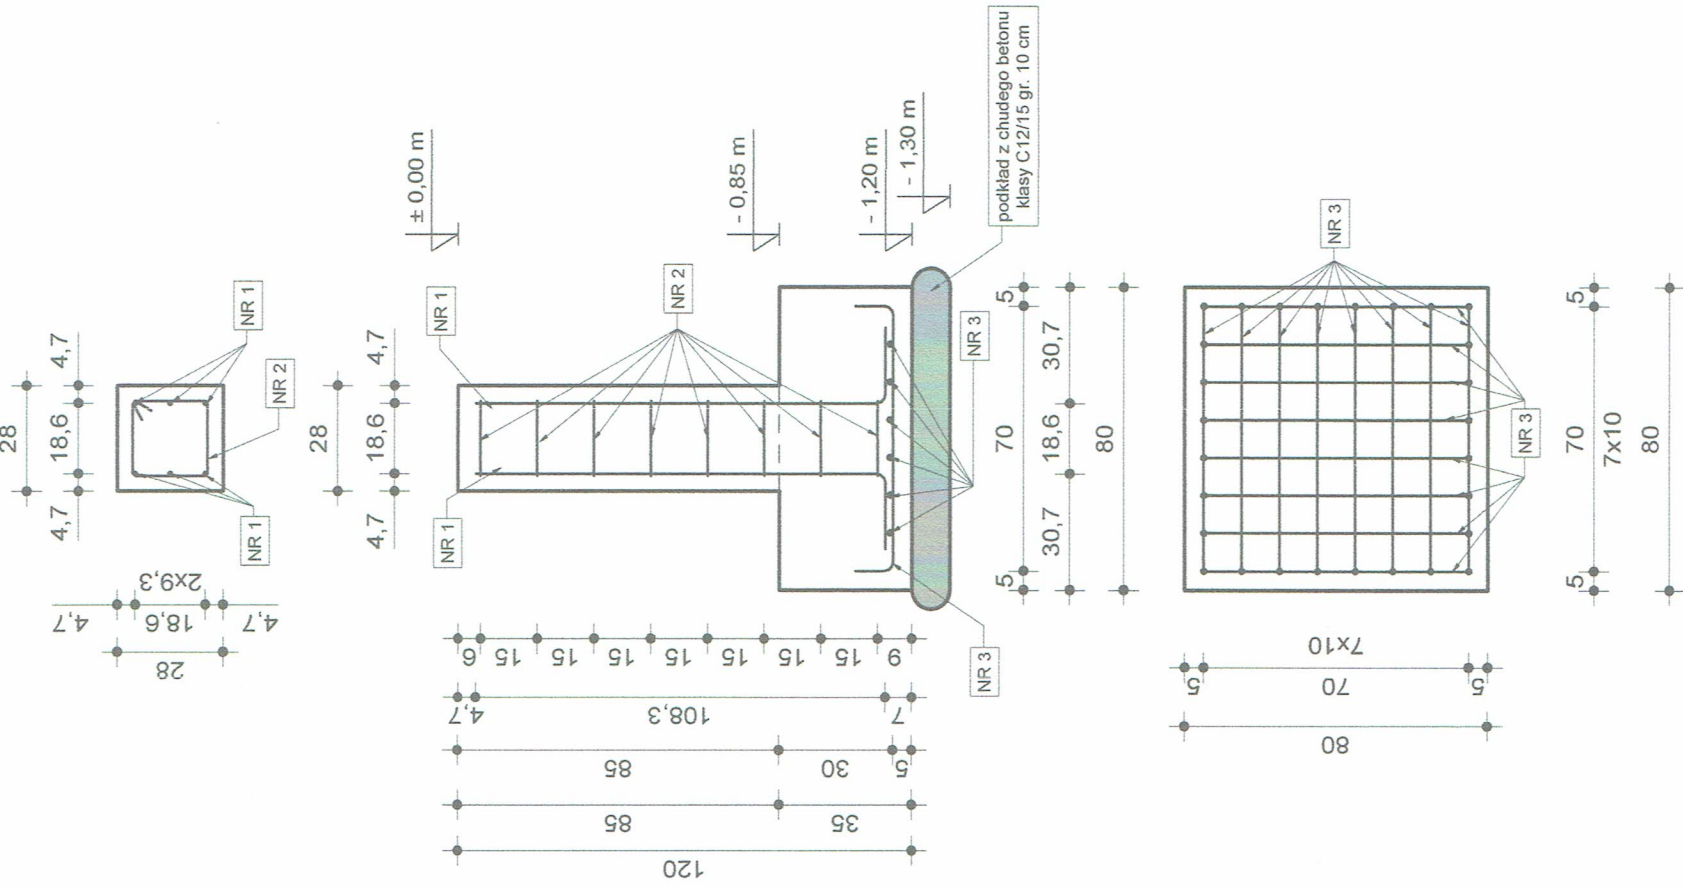 28
4,7
18,6
4,7
NR 1
NR 2
NR 1
2x9,3
4,7
18,6
4,7
28
28
4,7
18,6
4,7
± 0,00 m
- 0,85 m
- 1,20 m
- 1,30 m
NR 1
NR 2
NR 1
podkład z chudego betonu
klasy C12/15 gr. 10 cm
NR 3
NR 3
6
15
15
15
15
15
15
15
9
4,7
108,3
7
85
30
5
85
35
120
5
70
5
30,7
18,6
30,7
80
NR 3
NR 3
5
70
5
7x10
80
7x10
5
70
5
80